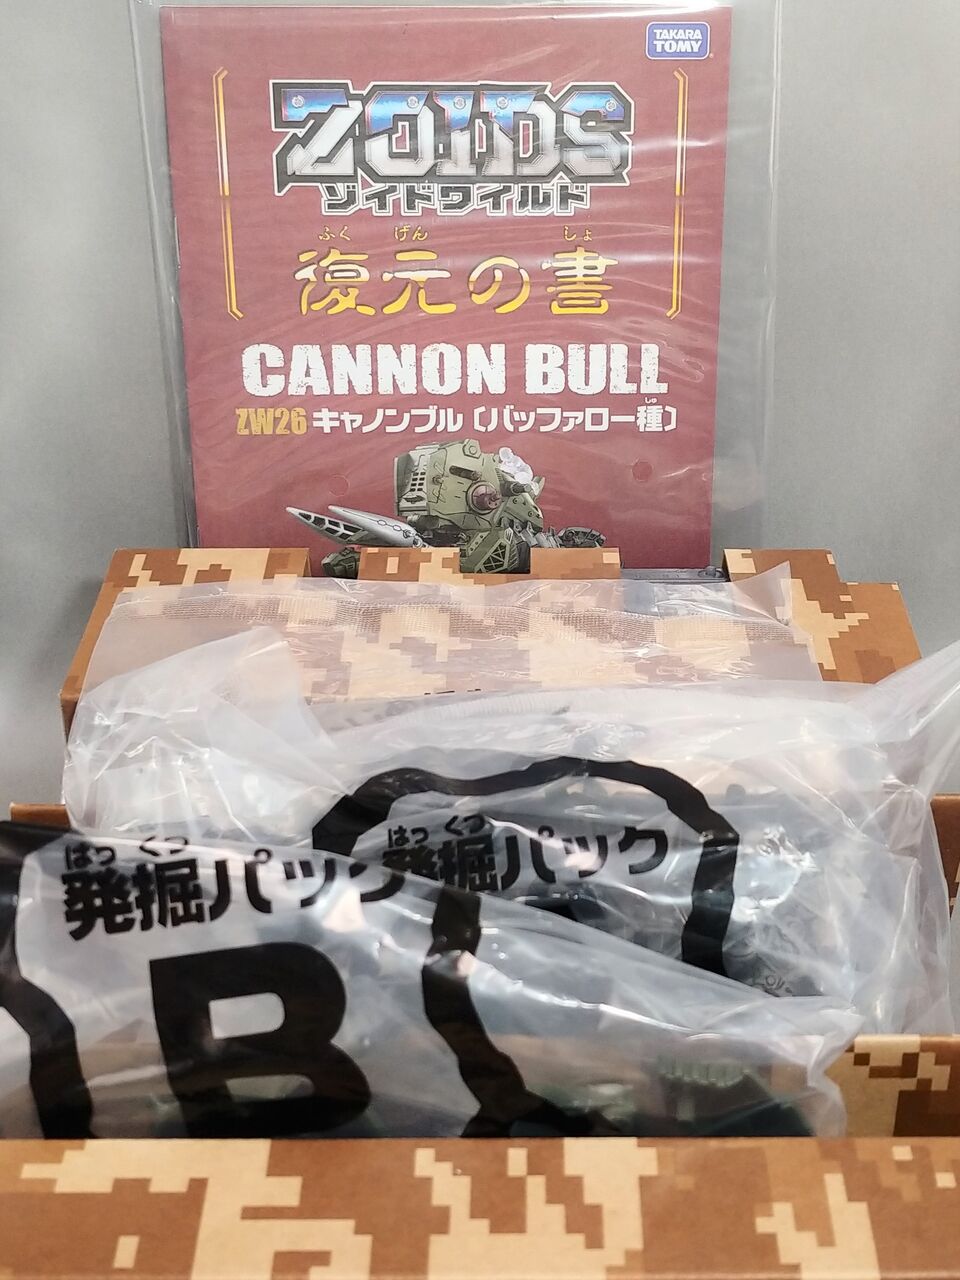 TAKARA TOMY
ZOIDS
ゾイドワイルド
ふく げん しょ
復元の書
CANNON BULL
しゅ
ZW26 キャノンブル〔バッファロー種〕
はっ くつ
発掘パック
はっ くつ
発掘パック
B